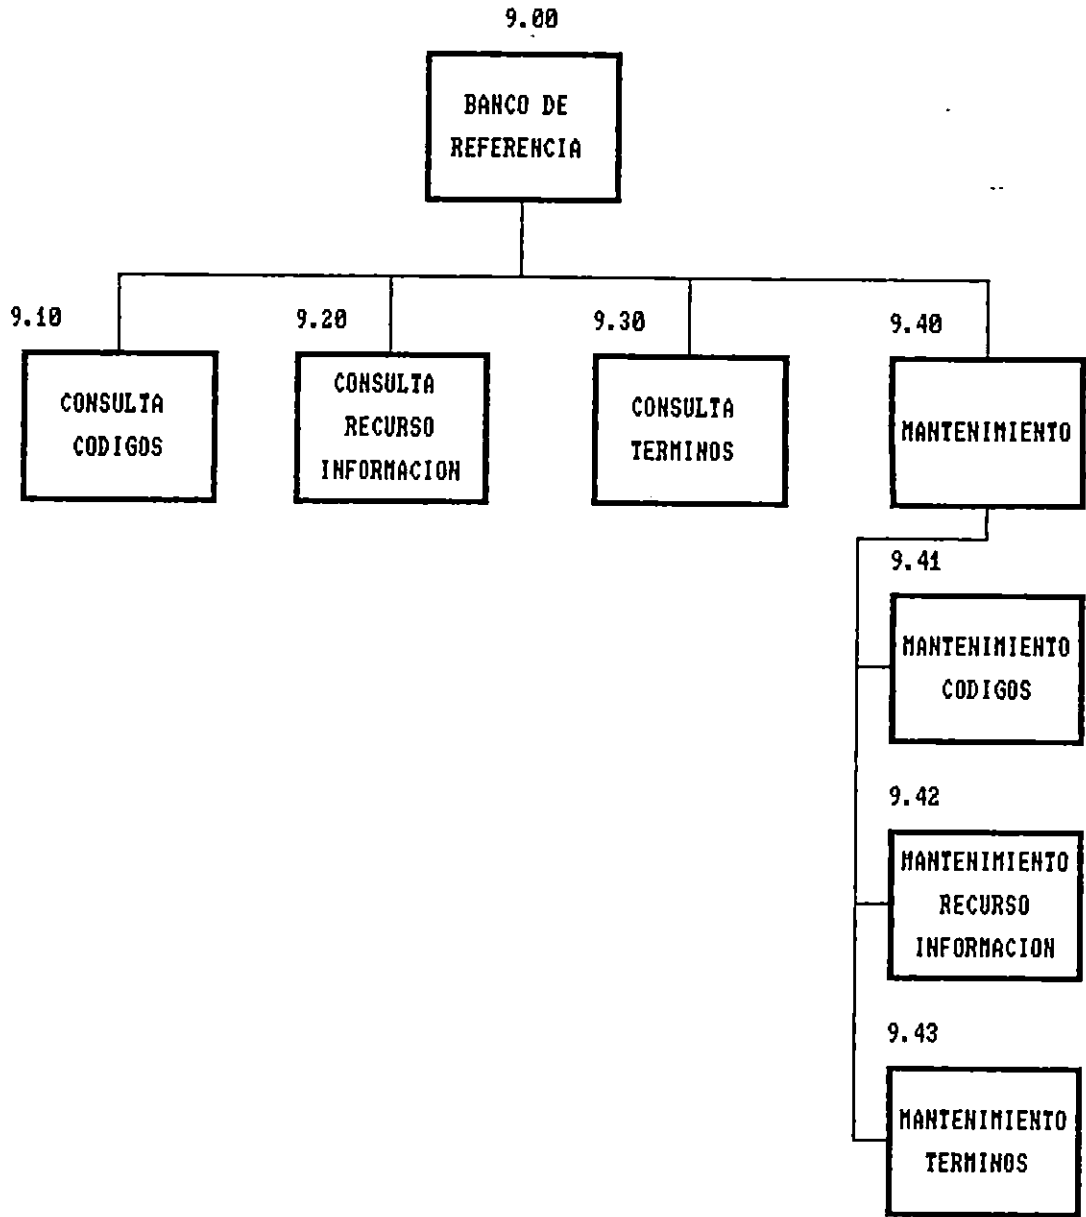 9.00
BANCO DE
REFERENCIA
9.10
CONSULTA
CODIGOS
9.20
CONSULTA
RECURSO
INFORMACION
9.30
CONSULTA
TERMINOS
9.40
MANTENIMIENTO
9.41
MANTENIMIENTO
CODIGOS
9.42
MANTENIMIENTO
RECURSO
INFORMACION
9.43
MANTENIMIENTO
TERMINOS